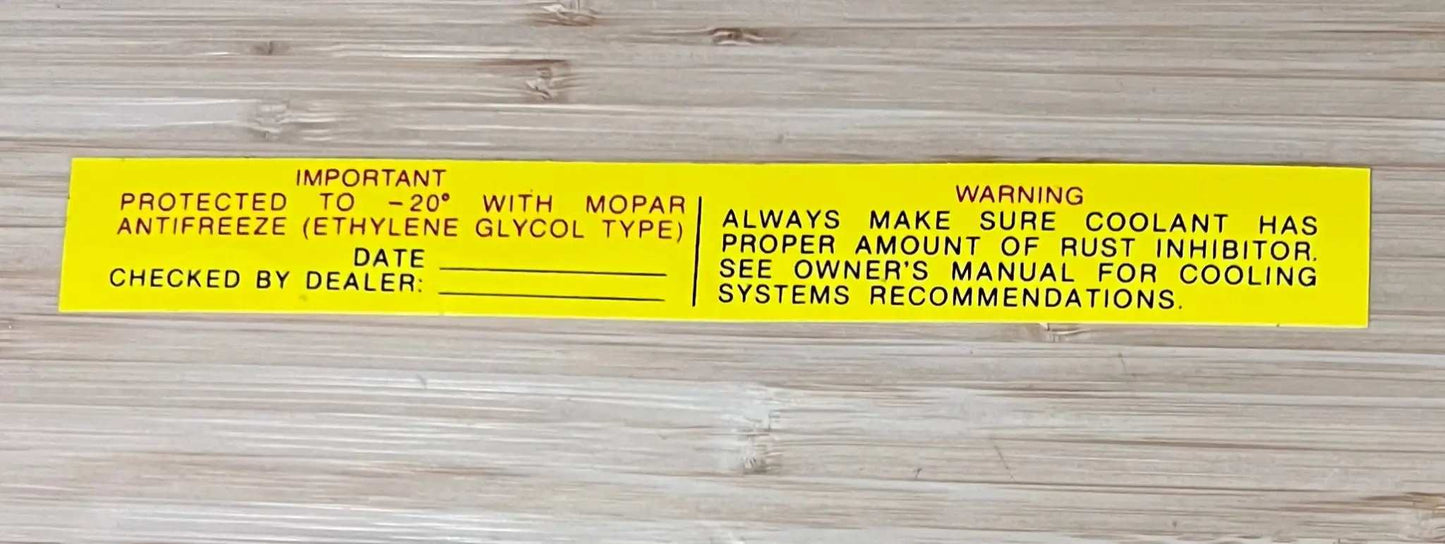 IMPORTANT
PROTECTED TO -20° WITH MOPAR
ANTIFREEZE (ETHYLENE GLYCOL TYPE)
DATE
CHECKED BY DEALER:
WARNING
ALWAYS MAKE SURE COOLANT HAS
PROPER AMOUNT OF RUST INHIBITOR.
SEE OWNER'S MANUAL FOR COOLING
SYSTEMS RECOMMENDATIONS.